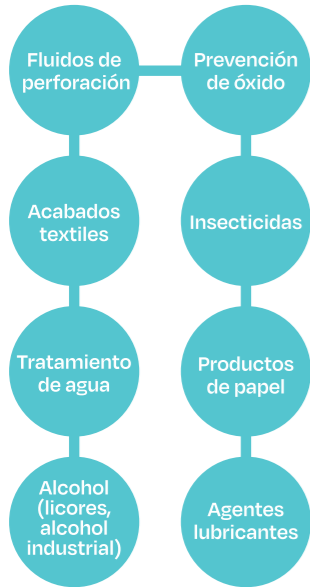 Fluidos de
perforación
Prevención
de óxido
Acabados
textiles
Insecticidas
Tratamiento
de agua
Productos
de papel
Alcohol
(licores,
alcohol
industrial)
Agentes
lubricantes